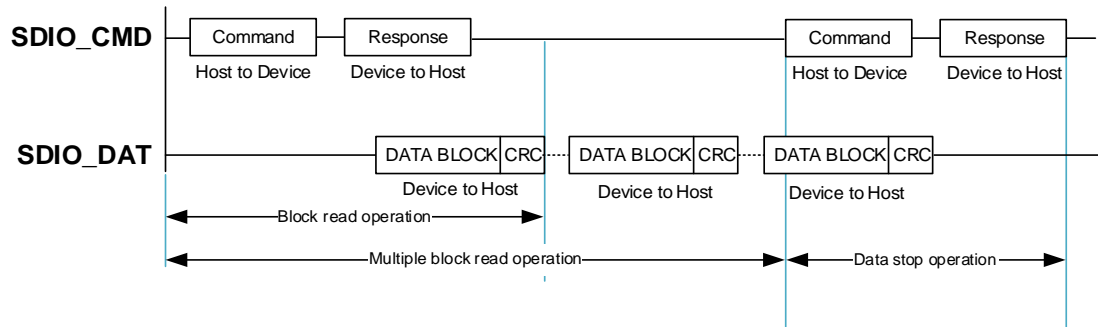 SDIO_CMD Command Response Command Response
Host to Device Device to Host Host to Device Device to Host
SDIO_DAT DATA BLOCK CRC DATA BLOCK CRC DATA BLOCK CRC
Device to Host Device to Host Device to Host
Block read operation
Multiple block read operation Data stop operation